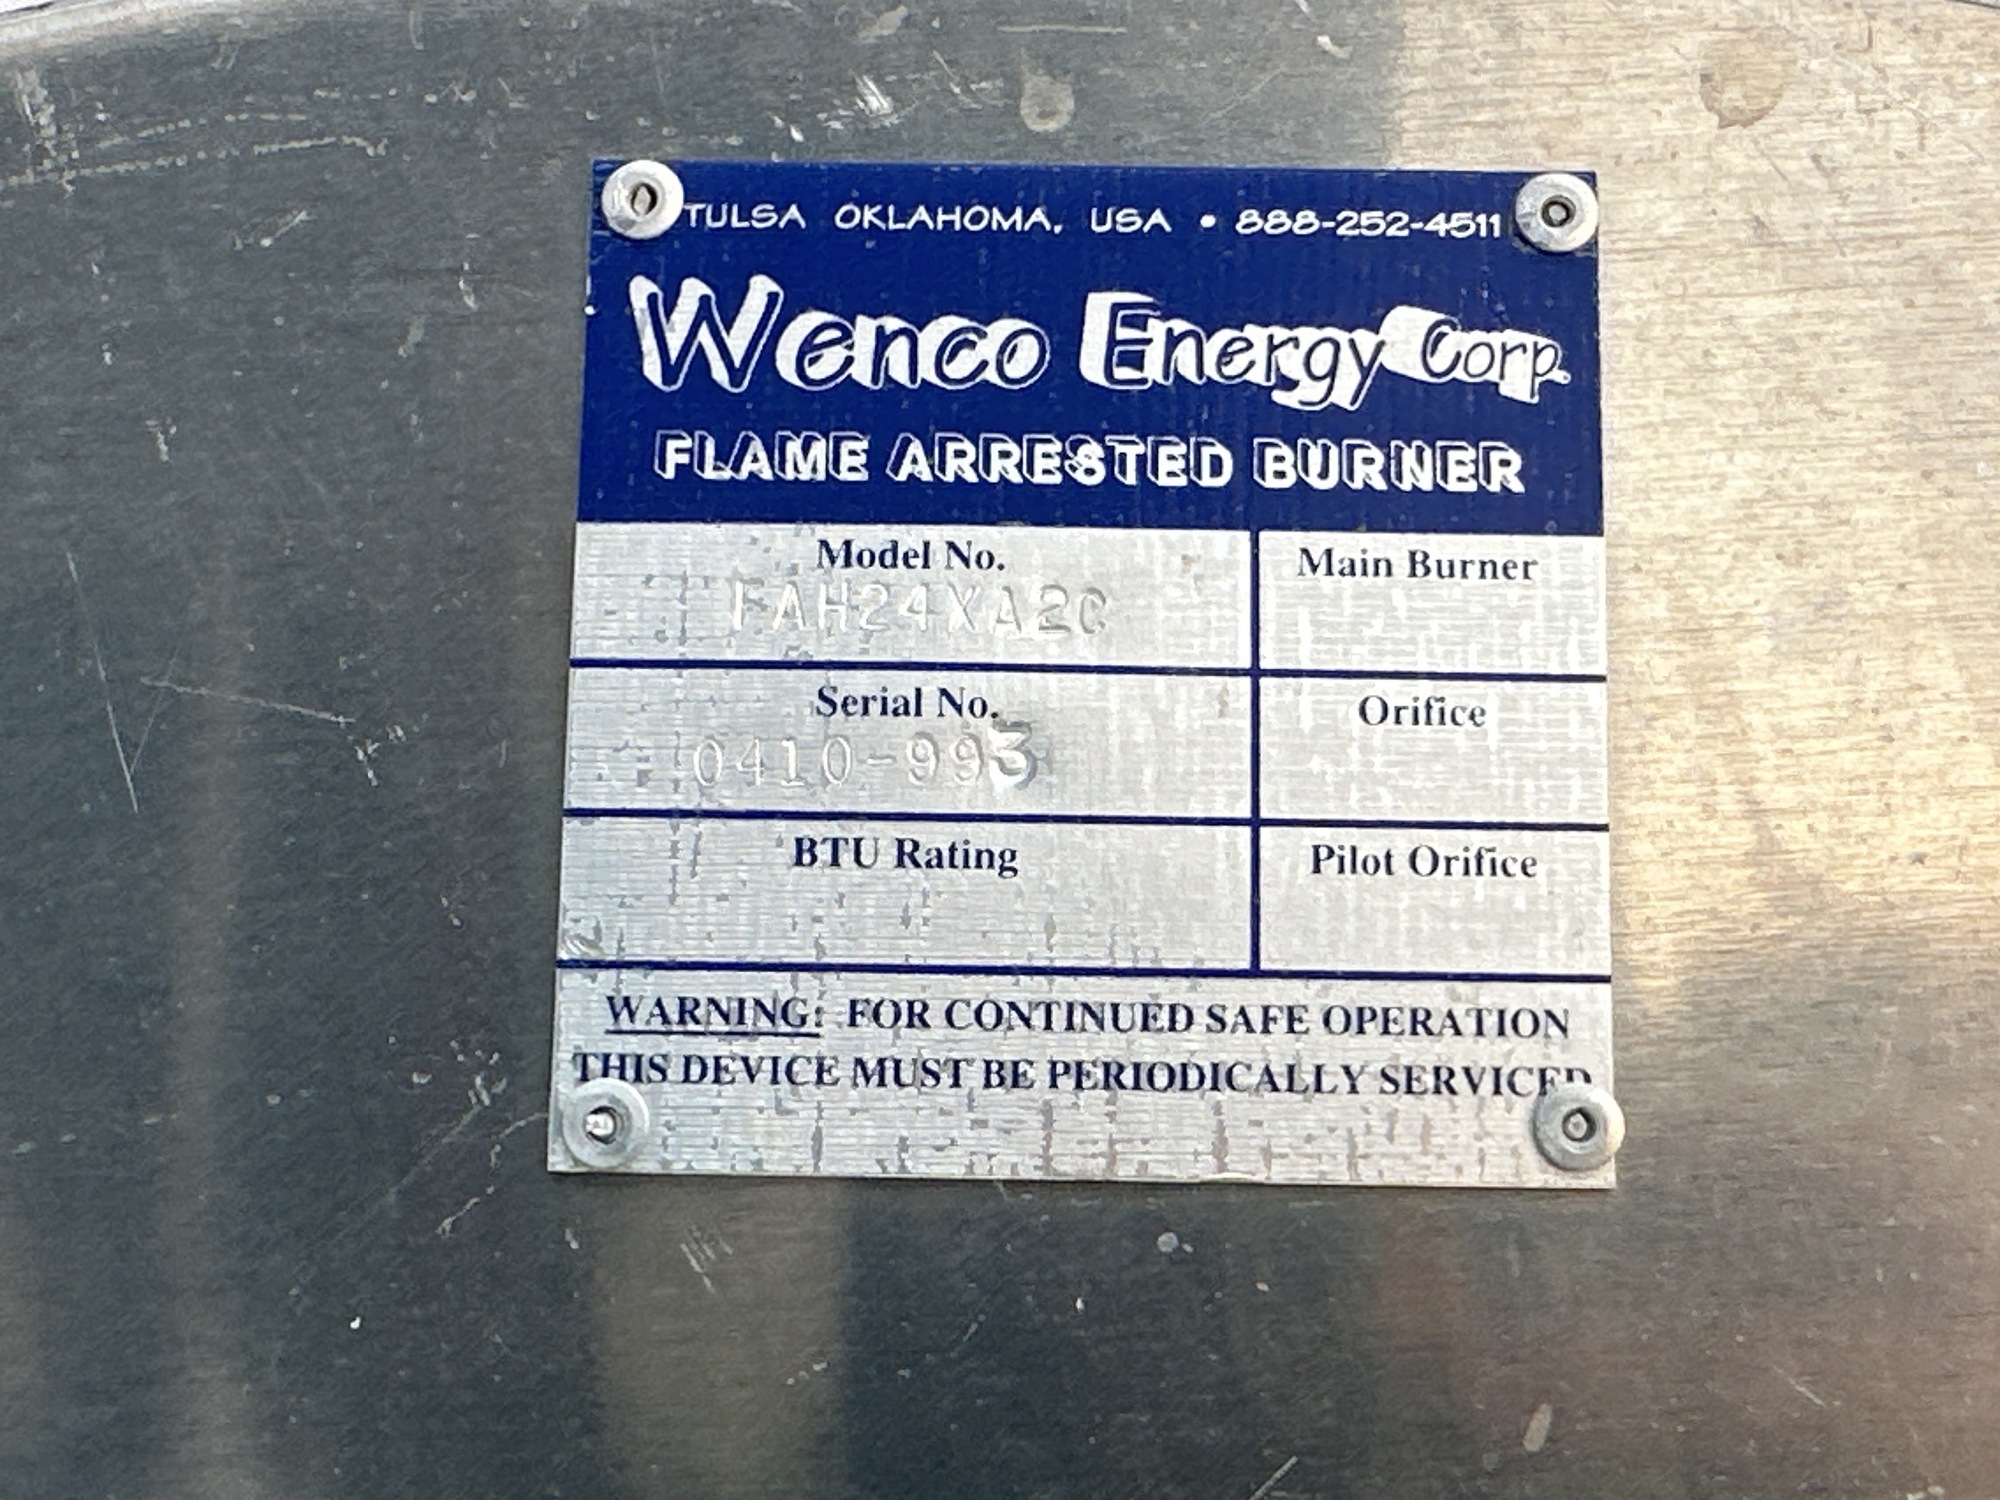 TULSA OKLAHOMA, USA • 888-252-4511
Wenco Energy Corp.
FLAME ARRESTED BURNER
Model No.
FAH24XA2C
Main Burner
Serial No.
0410-993
Orifice
BTU Rating
Pilot Orifice
WARNING: FOR CONTINUED SAFE OPERATION
THIS DEVICE MUST BE PERIODICALLY SERVICED